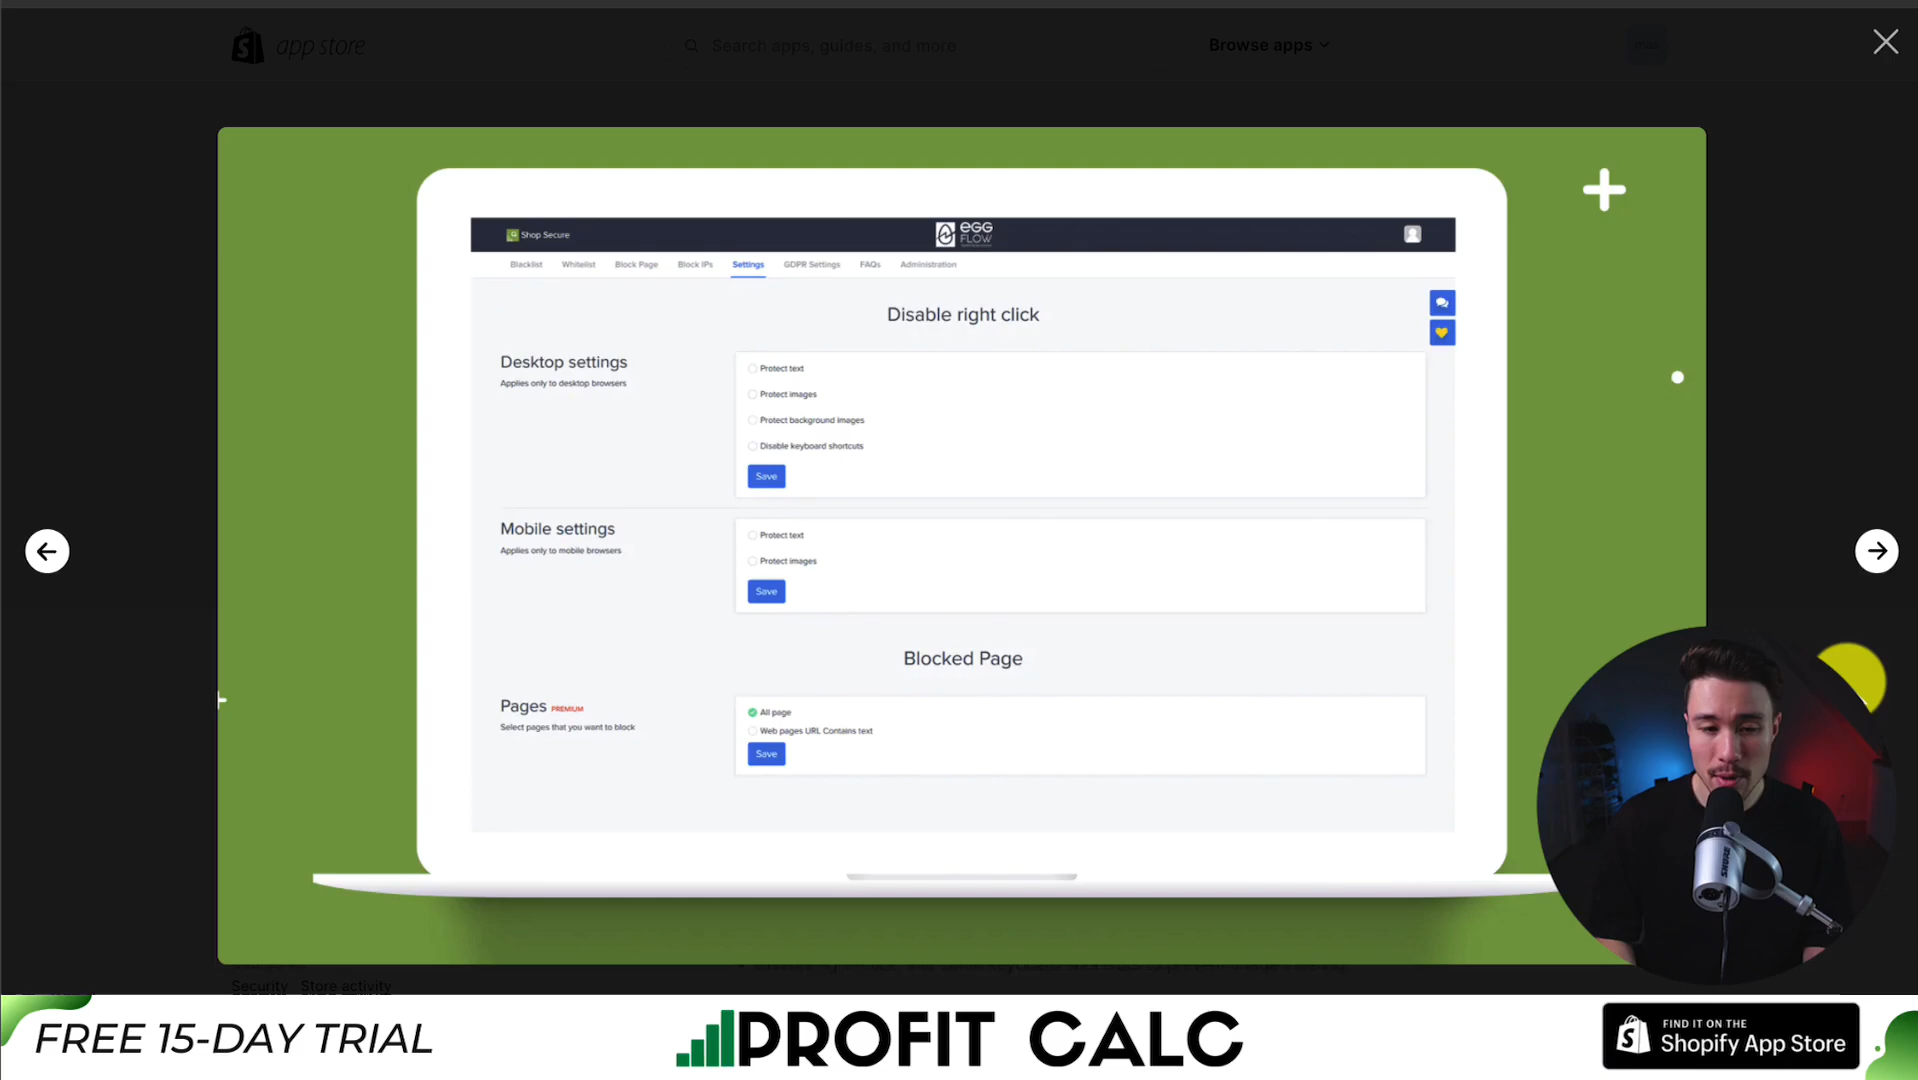 app store
Search apps, guides, and more
Browse apps
Shop Secure
EGG
FLOW
Blacklist
Whitelist
Block Page
Block IPs
Settings
GDPR Settings
FAQs
Administration
Disable right click
Desktop settings
Applies only to desktop browsers
Protect text
Protect images
Protect background images
Disable keyboard shortcuts
Save
Mobile settings
Applies only to mobile browsers
Protect text
Protect images
Save
Blocked Page
Pages PREMIUM
Select pages that you want to block
All page
Web pages URL Contains text
Save
SHURE
Security Store activity
FREE 15-DAY TRIAL
PROFIT CALC
FIND IT ON THE
Shopify App Store